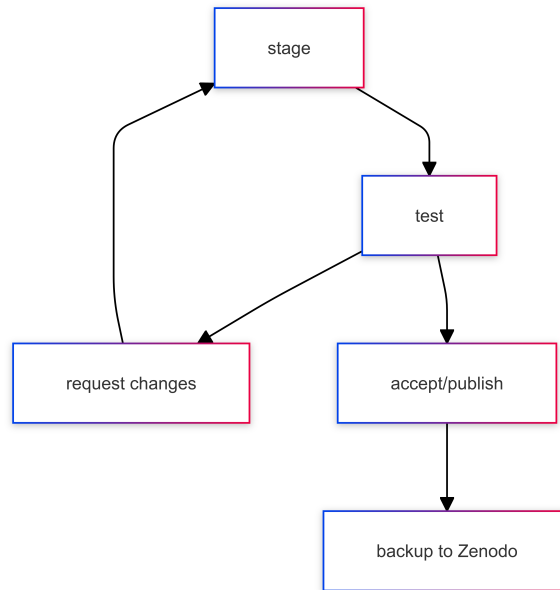 stage
test
request changes
accept/publish
backup to Zenodo